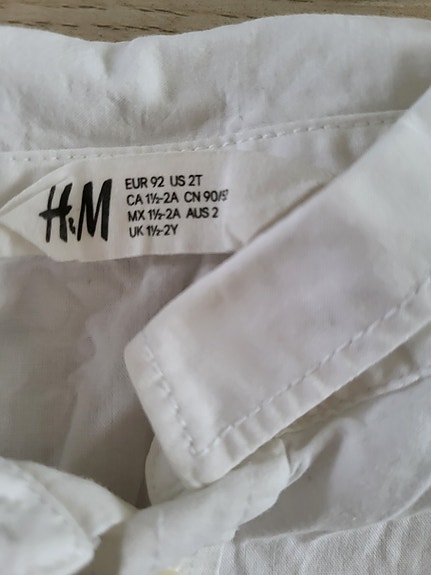 H&M
EUR 92 US 2T
CA 1½-2A CN 90/5
MX 1½-2A AUS 2
UK 1½-2Y